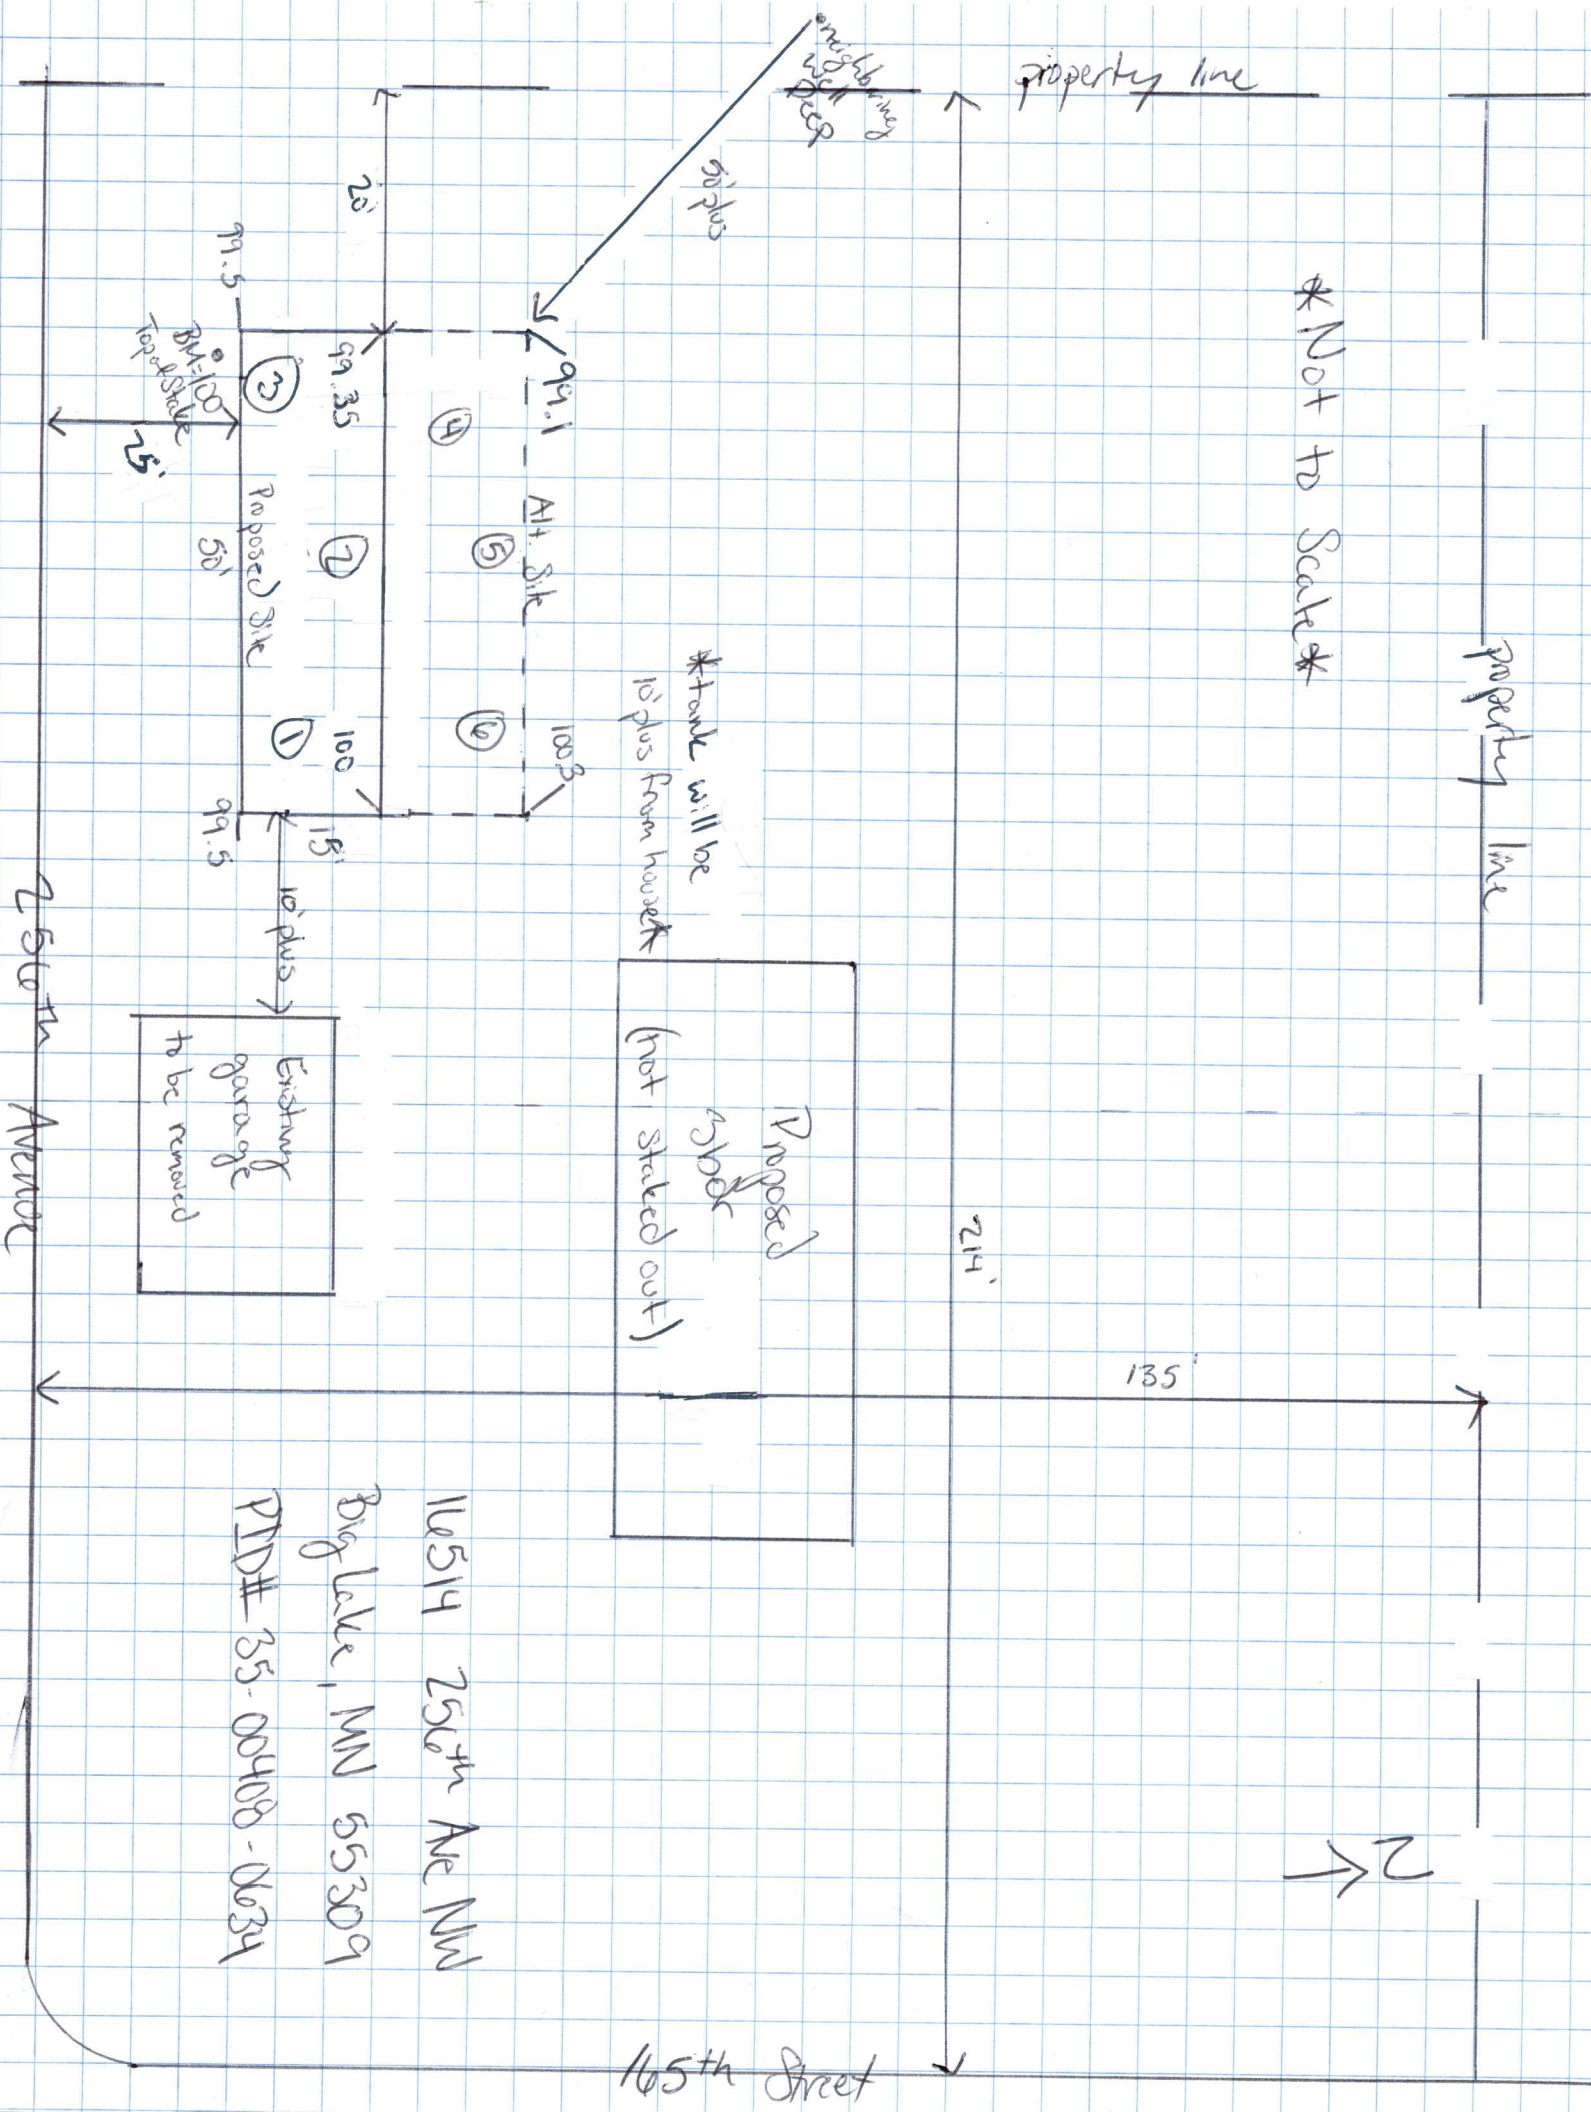 property line
neighboring
well
Deep
50' plus
20'
*Not to Scale*
property line
99.5
BM=100'
Top of Stake
25'
99.35
99.1
3
4
Proposed Site
50'
2
5
Alt. Site
1
100
6
100.3
99.5
15'
10' plus
*tank will be
10' plus from house*
Existing
garage
to be removed
Proposed
3bdr
(not staked out)
214'
135'
256th Avenue
16514 256th Ave NW
Big Lake, MN 55309
PID# 35-00408-0634
N
165th Street